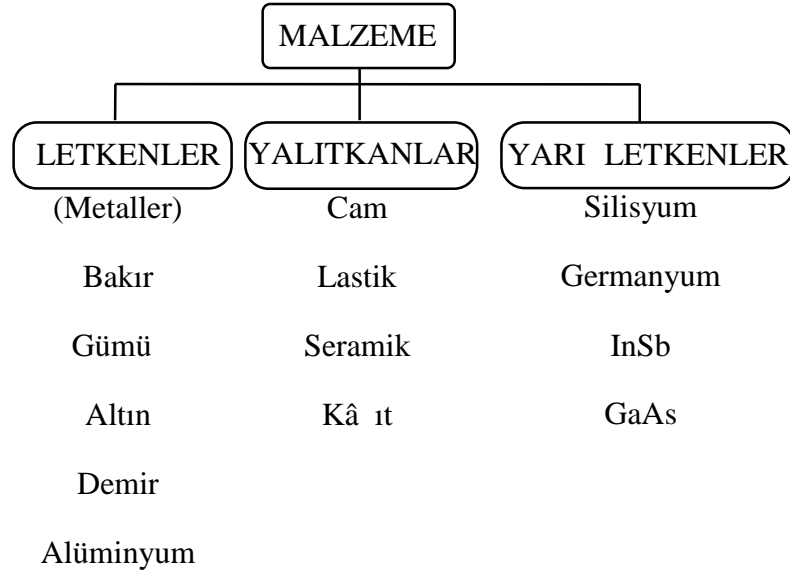 MALZEME
LETKENLER
YALITKANLAR
YARI LETKENLER
(Metaller)
Cam
Silisyum
Bakır
Lastik
Germanyum
Gümü
Seramik
InSb
Altın
Kâ ıt
GaAs
Demir
Alüminyum